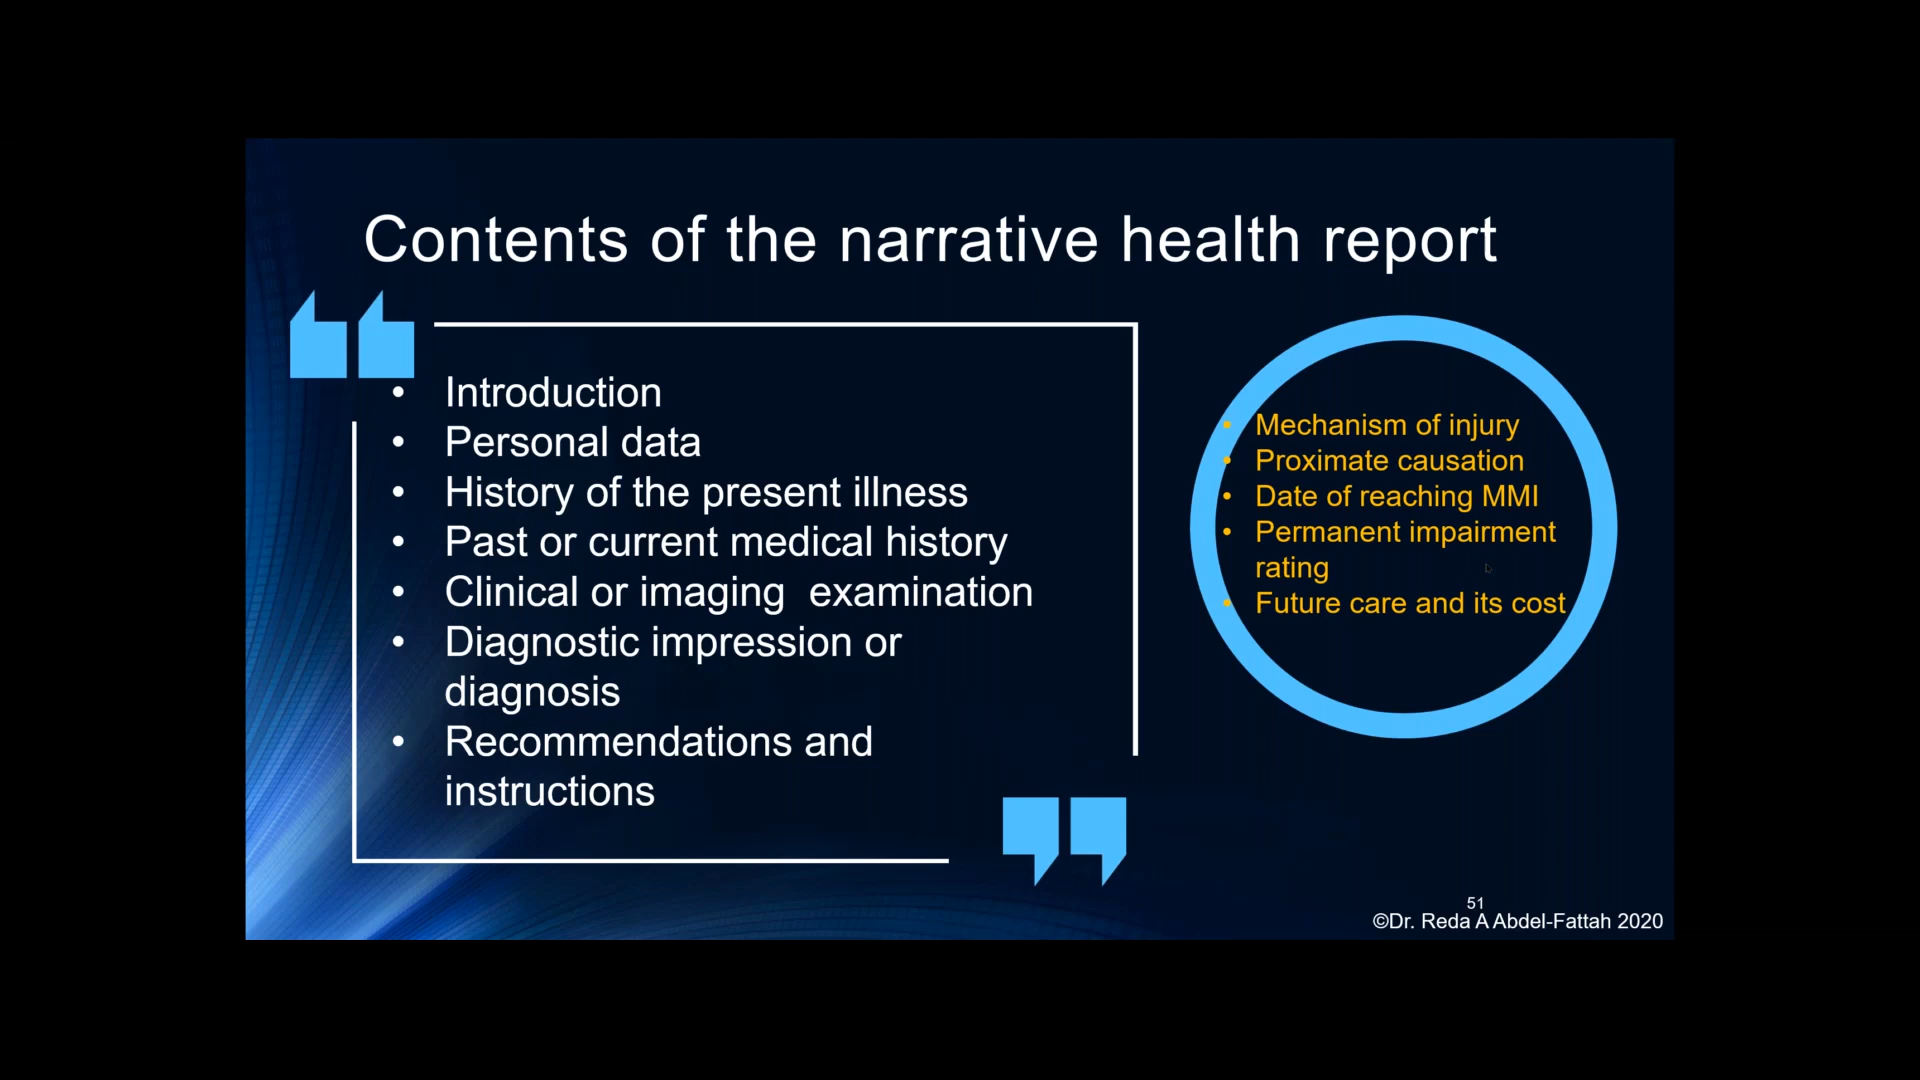 Contents of the narrative health report
• Introduction
• Personal data
• History of the present illness
• Past or current medical history
• Clinical or imaging  examination
• Diagnostic impression or
diagnosis
• Recommendations and
instructions
• Mechanism of injury
• Proximate causation
• Date of reaching MMI
• Permanent impairment
rating
• Future care and its cost
51
©Dr. Reda A Abdel-Fattah 2020